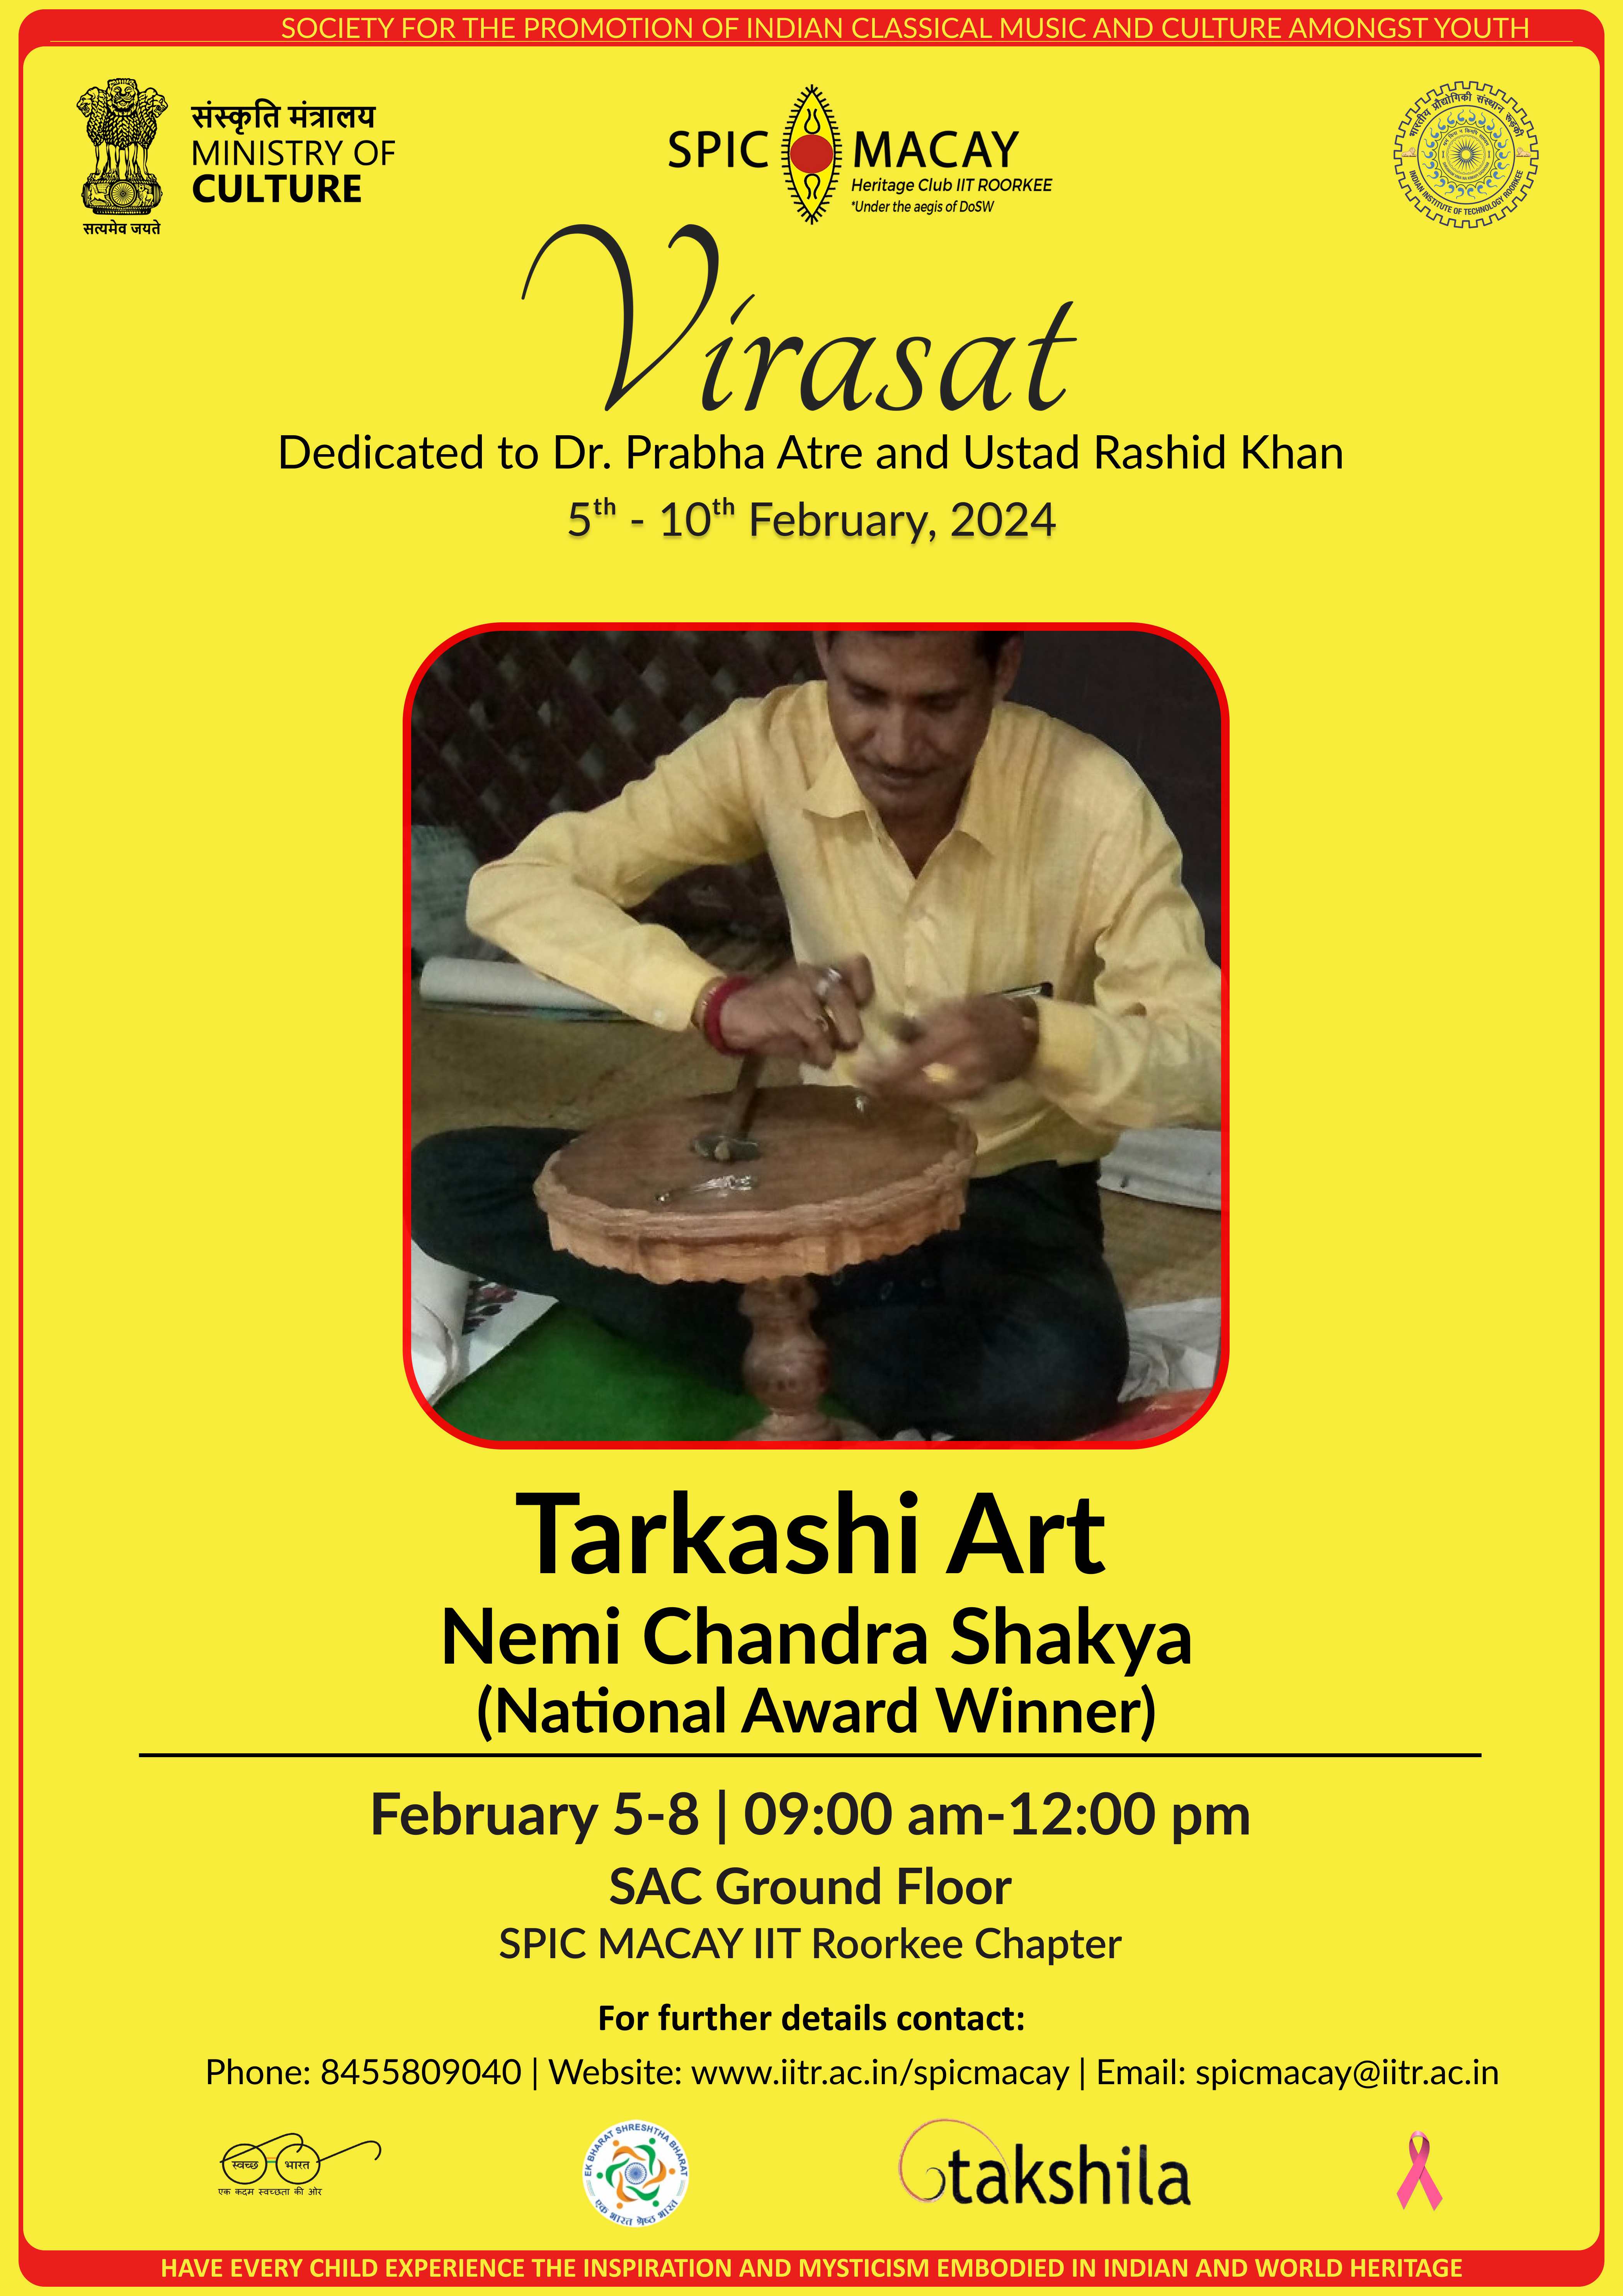 SOCIETY FOR THE PROMOTION OF INDIAN CLASSICAL MUSIC AND CULTURE AMONGST YOUTH
संस्कृति मंत्रालय
MINISTRY OF
CULTURE
सत्यमेव जयते
SPIC MACAY
Heritage Club IIT ROORKEE
*Under the aegis of DoSW
भारतीय प्रौद्योगिकी संस्थान रूड़की
INDIAN INSTITUTE OF TECHNOLOGY ROORKEE
Virasat
Dedicated to Dr. Prabha Atre and Ustad Rashid Khan
5th - 10th February, 2024
Tarkashi Art
Nemi Chandra Shakya
(National Award Winner)
February 5-8 | 09:00 am-12:00 pm
SAC Ground Floor
SPIC MACAY IIT Roorkee Chapter
For further details contact:
Phone: 8455809040 | Website: www.iitr.ac.in/spicmacay | Email: spicmacay@iitr.ac.in
स्वच्छ भारत
एक कदम स्वच्छता की ओर
EK BHARAT SHRESHTHA BHARAT
एक भारत श्रेष्ठ भारत
takshila
HAVE EVERY CHILD EXPERIENCE THE INSPIRATION AND MYSTICISM EMBODIED IN INDIAN AND WORLD HERITAGE